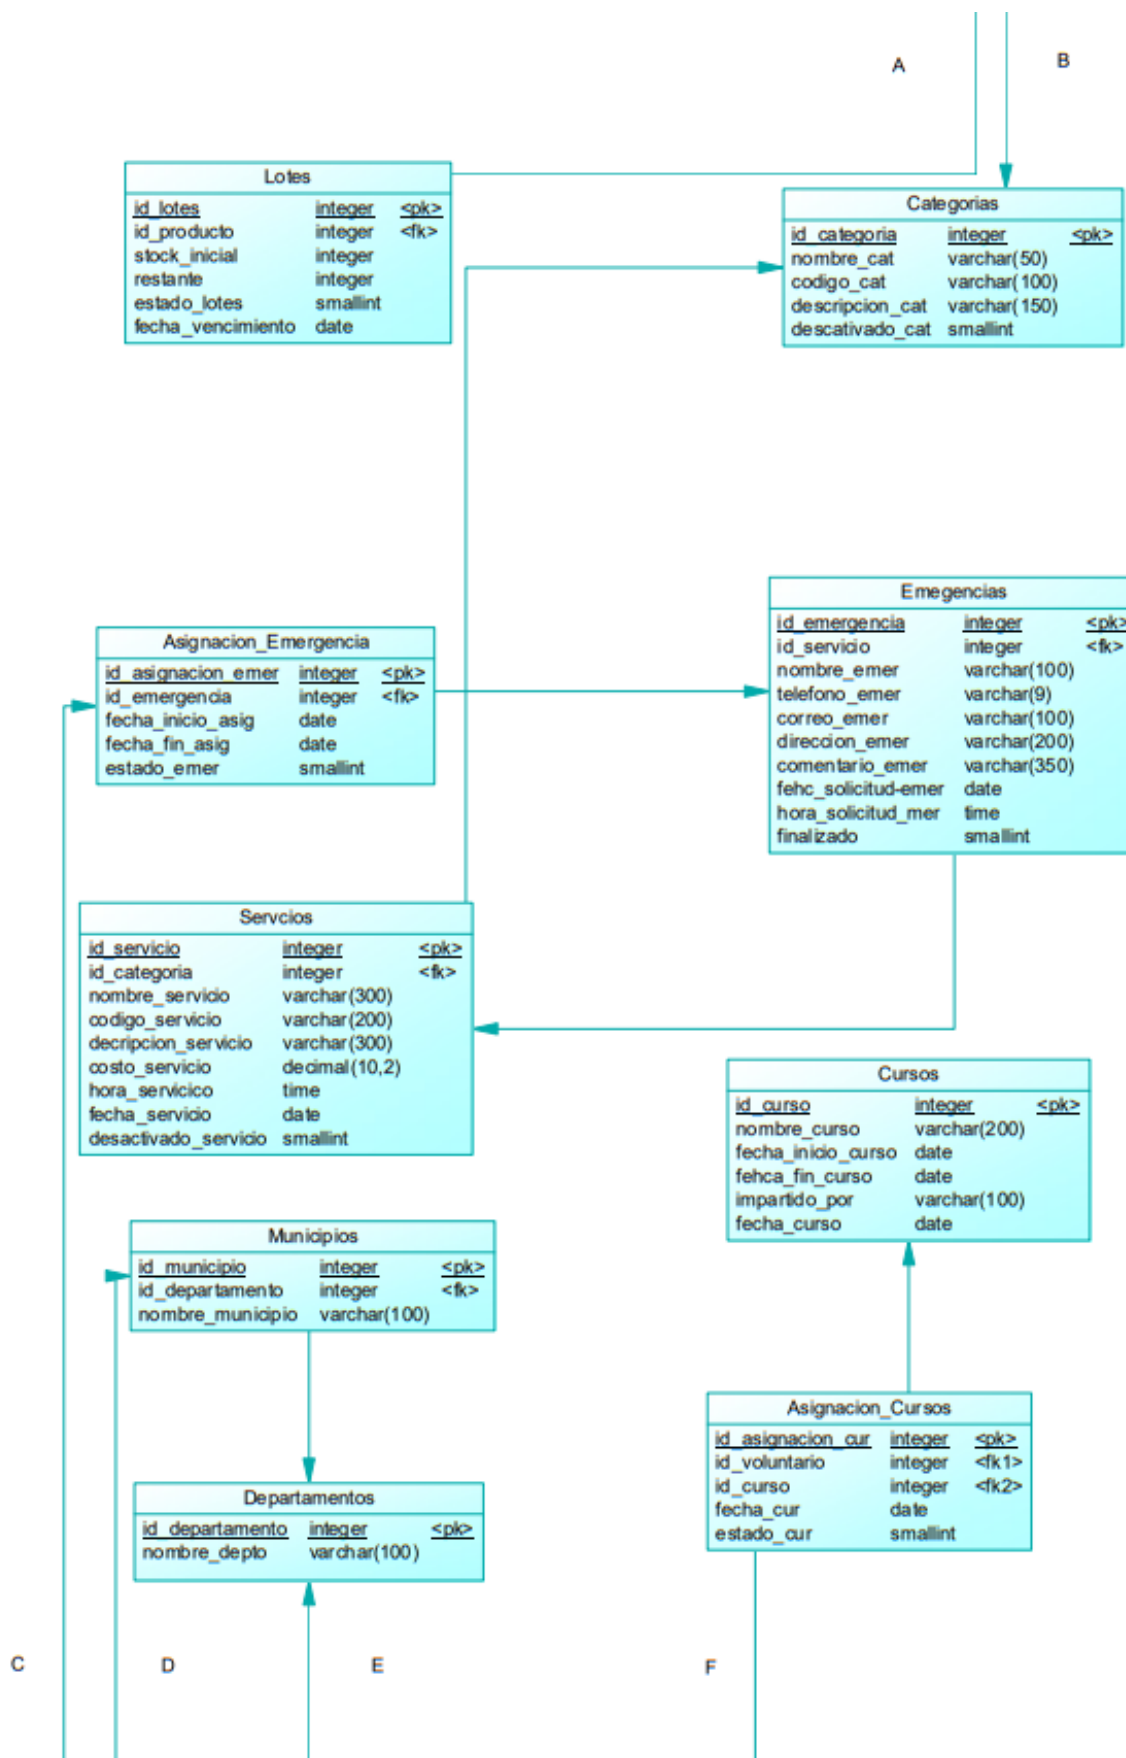 A
B
Lotes
id_lotes integer <pk>
id_producto integer <fk>
stock_inicial integer
restante integer
estado_lotes smallint
fecha_vencimiento date
Categorias
id_categoria integer <pk>
nombre_cat varchar(50)
codigo_cat varchar(100)
descripcion_cat varchar(150)
descativado_cat smallint
Emegencias
id_emergencia integer <pk>
id_servicio integer <fk>
nombre_emer varchar(100)
telefono_emer varchar(9)
correo_emer varchar(100)
direccion_emer varchar(200)
comentario_emer varchar(350)
fehc_solicitud-emer date
hora_solicitud_mer time
finalizado smallint
Asignacion_Emergencia
id_asignacion_emer integer <pk>
id_emergencia integer <fk>
fecha_inicio_asig date
fecha_fin_asig date
estado_emer smallint
Servcios
id_servicio integer <pk>
id_categoria integer <fk>
nombre_servicio varchar(300)
codigo_servicio varchar(200)
decripcion_servicio varchar(300)
costo_servicio decimal(10,2)
hora_servicico time
fecha_servicio date
desactivado_servicio smallint
Cursos
id_curso integer <pk>
nombre_curso varchar(200)
fecha_inicio_curso date
fehca_fin_curso date
impartido_por varchar(100)
fecha_curso date
Municipios
id_municipio integer <pk>
id_departamento integer <fk>
nombre_municipio varchar(100)
Asignacion_Cursos
id_asignacion_cur integer <pk>
id_voluntario integer <fk1>
id_curso integer <fk2>
fecha_cur date
estado_cur smallint
Departamentos
id_departamento integer <pk>
nombre_depto varchar(100)
C
D
E
F